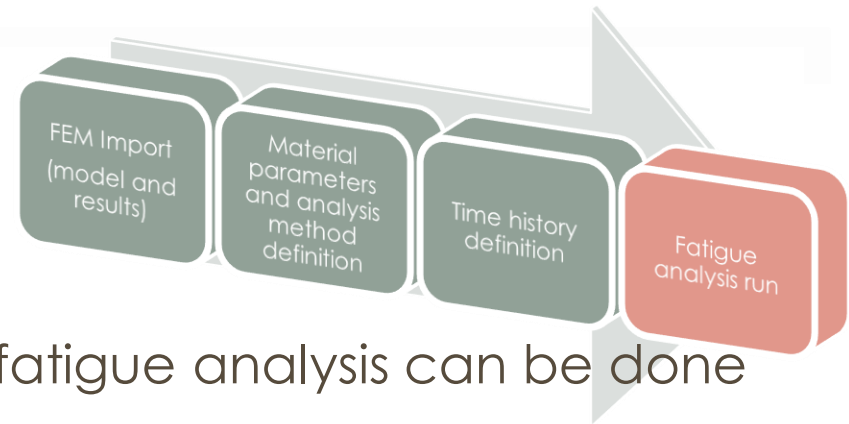 FEM Import
(model and
results)
Material
parameters
and analysis
method
definition
Time history
definition
Fatigue
analysis run
fatigue analysis can be done